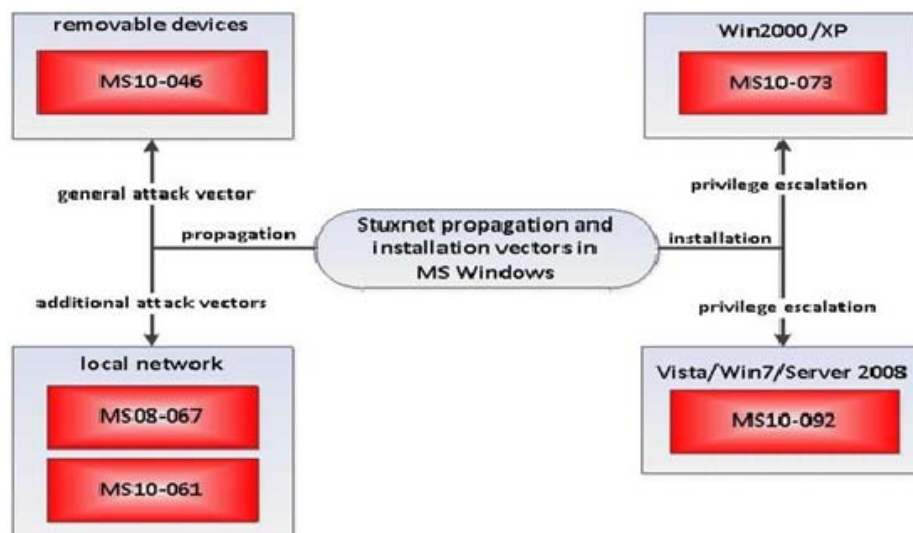 removable devices
MS10-046
general attack vector
propagation
additional attack vectors
local network
MS08-067
MS10-061
Stuxnet propagation and
installation vectors in
MS Windows
Win2000/XP
MS10-073
privilege escalation
installation
privilege escalation
Vista/Win7/Server 2008
MS10-092